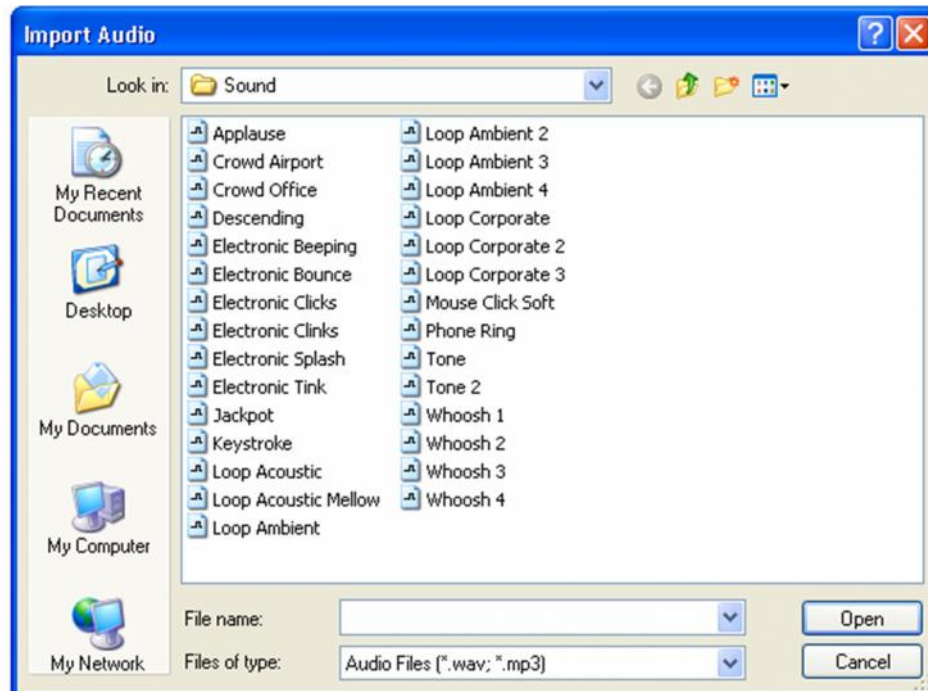 Import Audio
Look in:
Sound
My Recent
Documents
Desktop
My Documents
My Computer
My Network
Applause
Crowd Airport
Crowd Office
Descending
Electronic Beeping
Electronic Bounce
Electronic Clicks
Electronic Clinks
Electronic Splash
Electronic Tink
Jackpot
Keystroke
Loop Acoustic
Loop Acoustic Mellow
Loop Ambient
Loop Ambient 2
Loop Ambient 3
Loop Ambient 4
Loop Corporate
Loop Corporate 2
Loop Corporate 3
Mouse Click Soft
Phone Ring
Tone
Tone 2
Whoosh 1
Whoosh 2
Whoosh 3
Whoosh 4
File name:
Open
Files of type:
Audio Files (*.wav; *.mp3)
Cancel